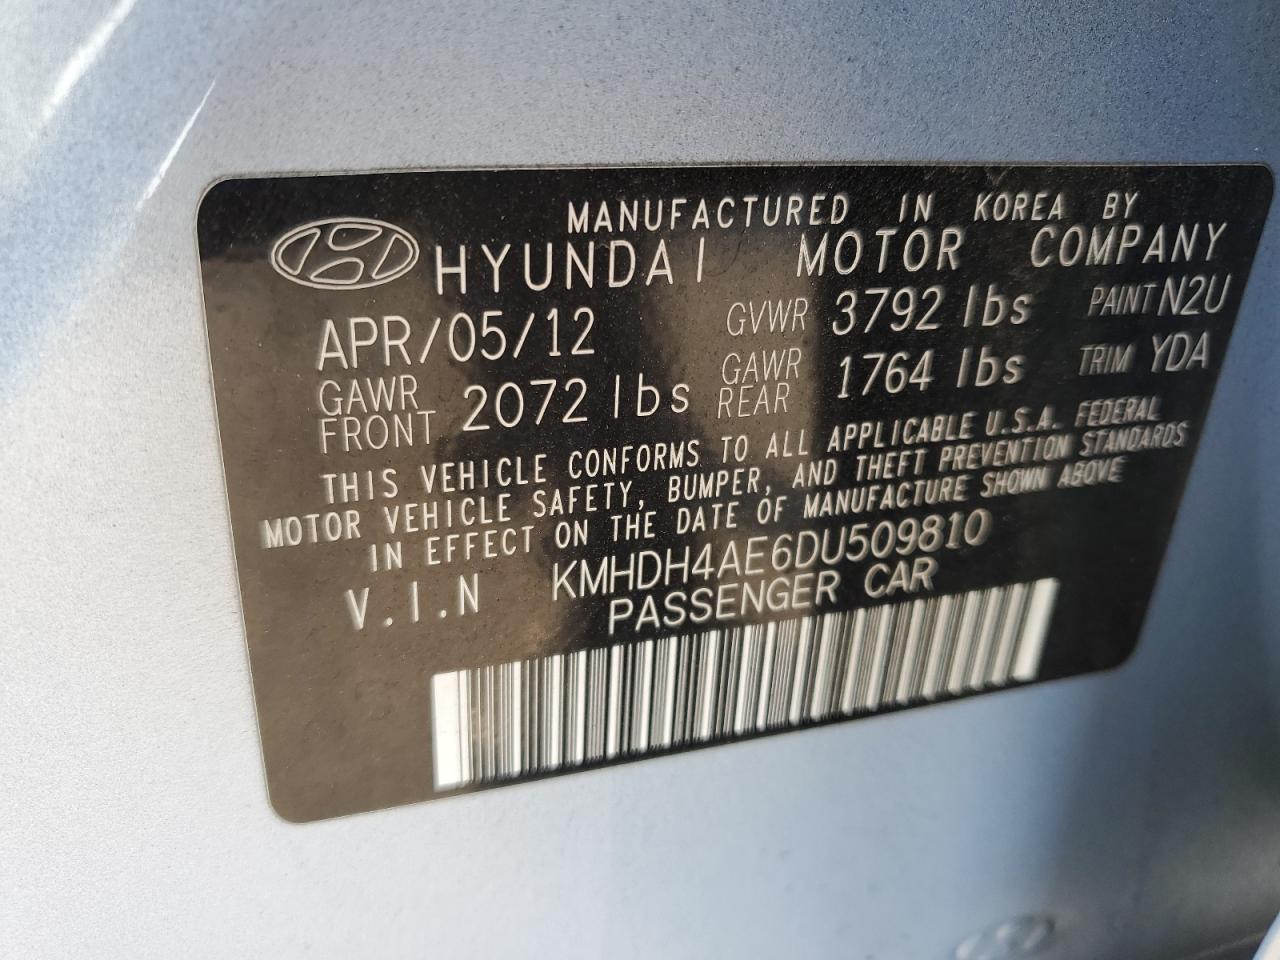 MANUFACTURED IN KOREA BY
HYUNDAI MOTOR COMPANY
APR/05/12 GVWR 3792 lbs PAINT N2U
GAWR FRONT 2072 lbs GAWR REAR 1764 lbs TRIM YDA
THIS VEHICLE CONFORMS TO ALL APPLICABLE U.S.A. FEDERAL
MOTOR VEHICLE SAFETY, BUMPER, AND THEFT PREVENTION STANDARDS
IN EFFECT ON THE DATE OF MANUFACTURE SHOWN ABOVE
V.I.N KMHDH4AE6DU509810
PASSENGER CAR